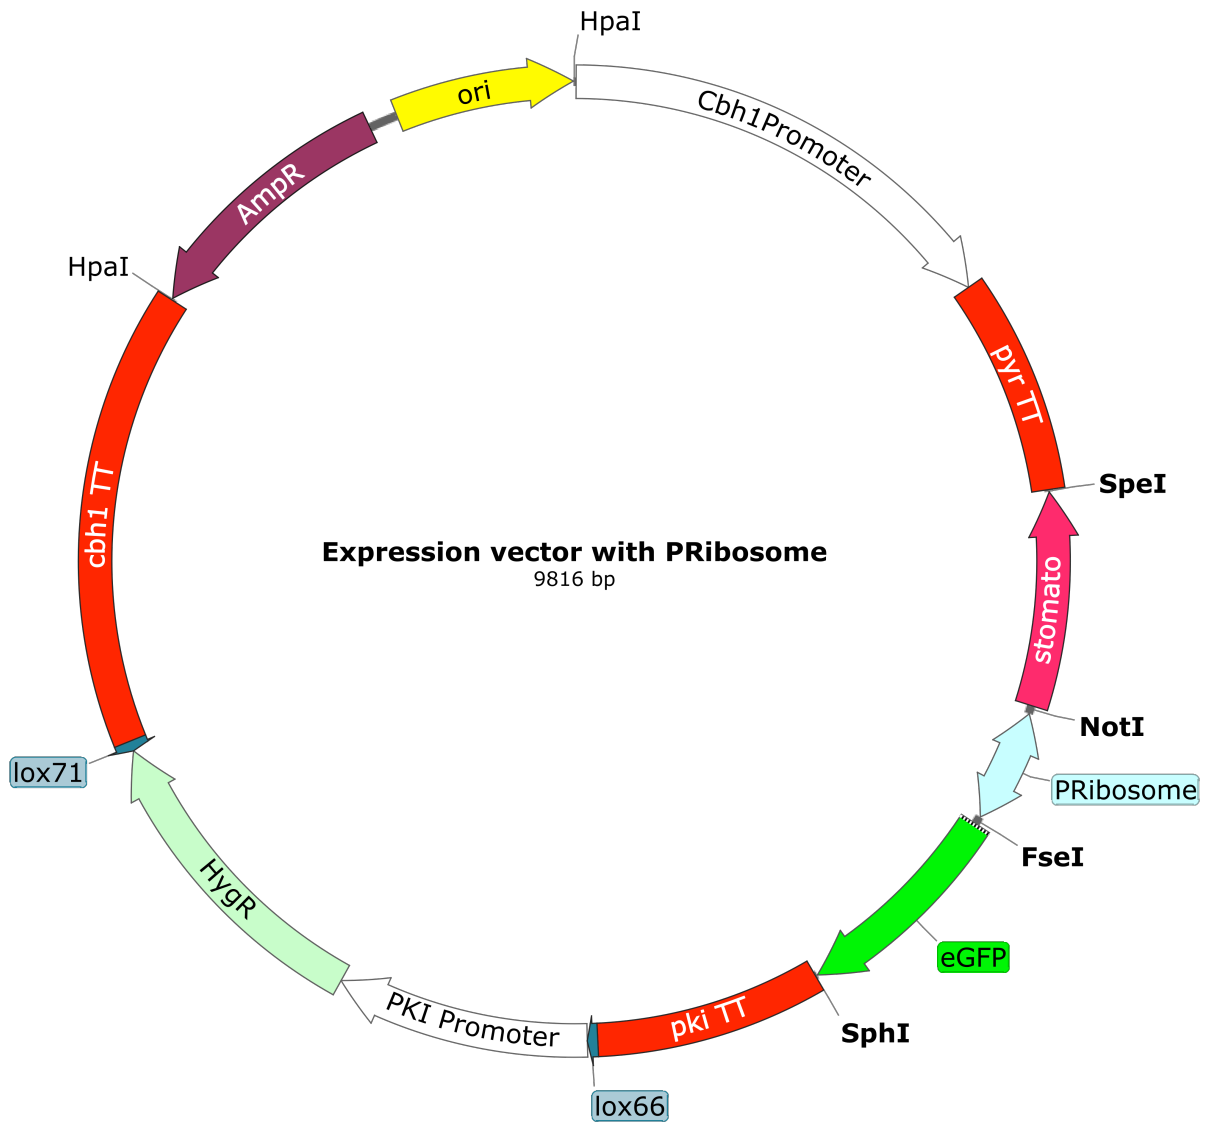 HpaI
ori
Cbh1Promoter
AmpR
HpaI
pyr TT
cbh1 TT
SpeI
Expression vector with PRibosome
9816 bp
stomato
NotI
lox71
PRibosome
FseI
HygR
eGFP
PKI Promoter
pki TT
SphI
lox66